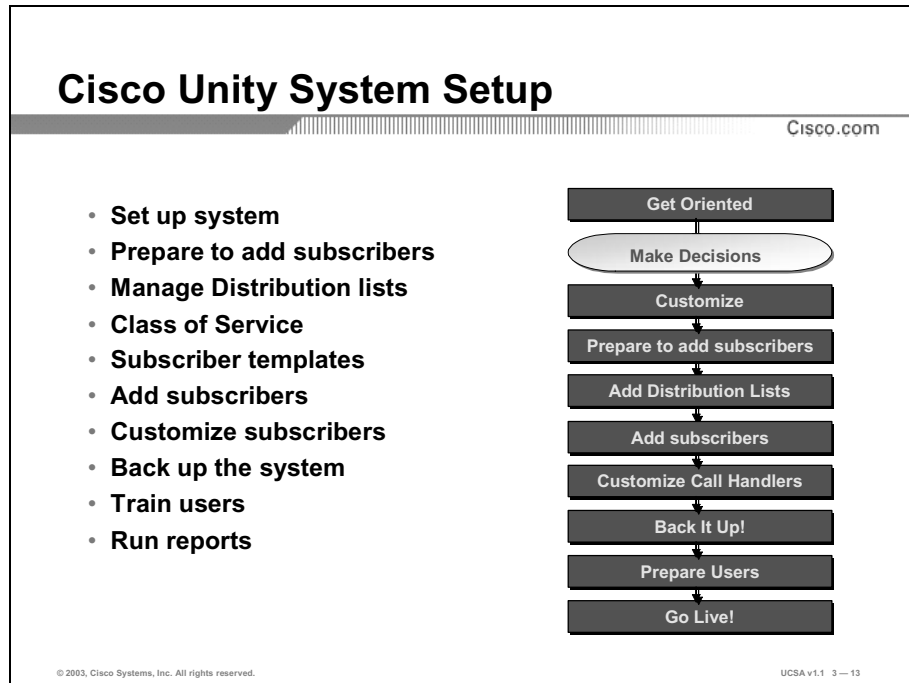 Cisco Unity System Setup
Cisco.com
• Set up system
• Prepare to add subscribers
• Manage Distribution lists
• Class of Service
• Subscriber templates
• Add subscribers
• Customize subscribers
• Back up the system
• Train users
• Run reports
Get Oriented
Make Decisions
Customize
Prepare to add subscribers
Add Distribution Lists
Add subscribers
Customize Call Handlers
Back It Up!
Prepare Users
Go Live!
© 2003, Cisco Systems, Inc. All rights reserved.
UCSA v1.1 3 — 13